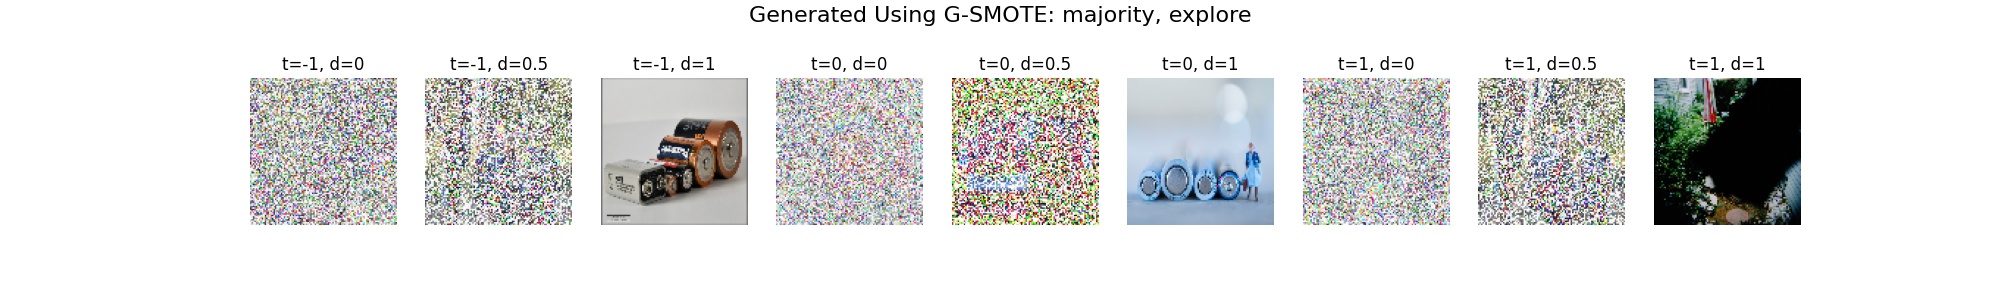 Generated Using G-SMOTE: majority, explore
t=-1, d=0
t=-1, d=0.5
t=-1, d=1
t=0, d=0
t=0, d=0.5
t=0, d=1
t=1, d=0
t=1, d=0.5
t=1, d=1